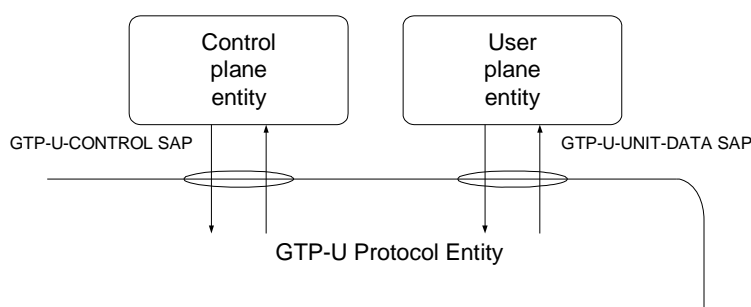 Control
plane
entity
User
plane
entity
GTP-U-CONTROL SAP
GTP-U-UNIT-DATA SAP
GTP-U Protocol Entity